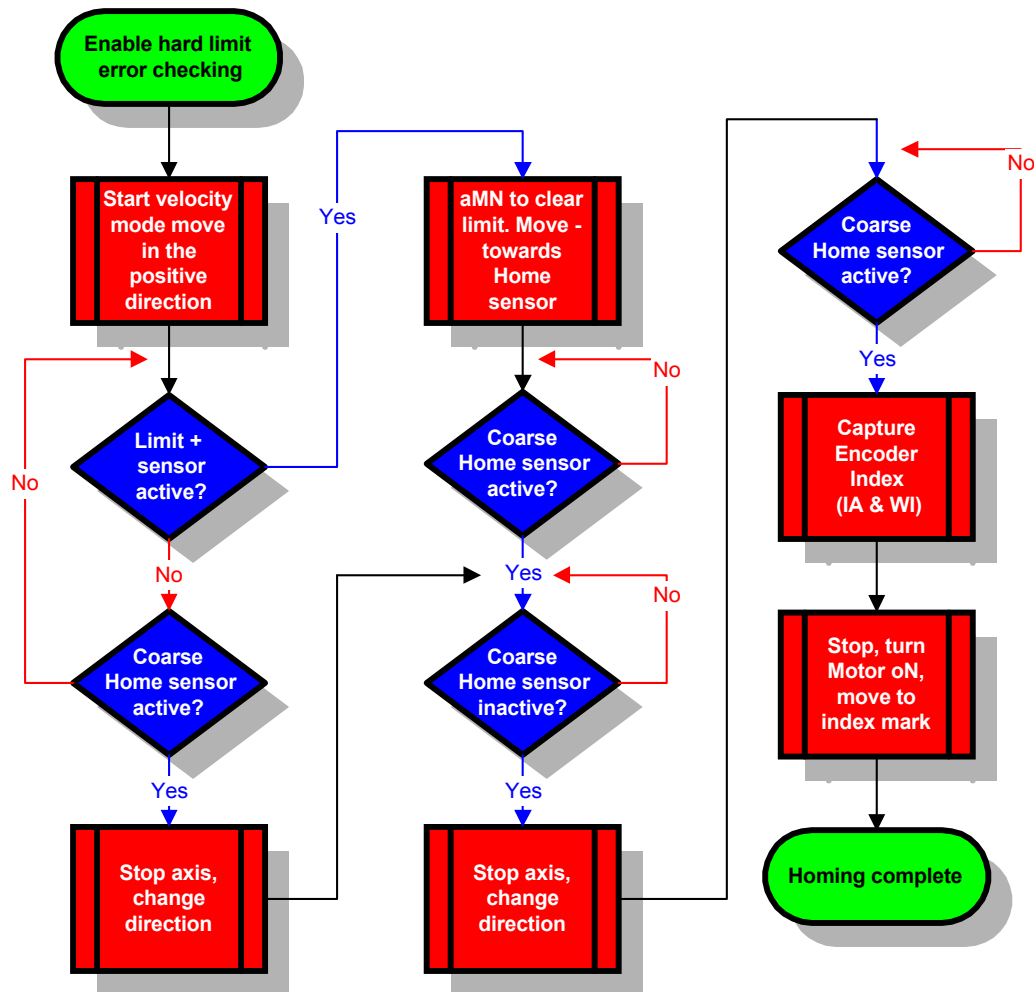 Enable hard limit
error checking
Start velocity
mode move
in the
positive
direction
Yes
Limit +
sensor
active?
No
No
Coarse
Home sensor
active?
Yes
Stop axis,
change
direction
aMN to clear
limit. Move -
towards
Home
sensor
No
Coarse
Home sensor
active?
Yes
No
Coarse
Home sensor
inactive?
Yes
Stop axis,
change
direction
No
Coarse
Home sensor
active?
Yes
Capture
Encoder
Index
(IA & WI)
Stop, turn
Motor oN,
move to
index mark
Homing complete